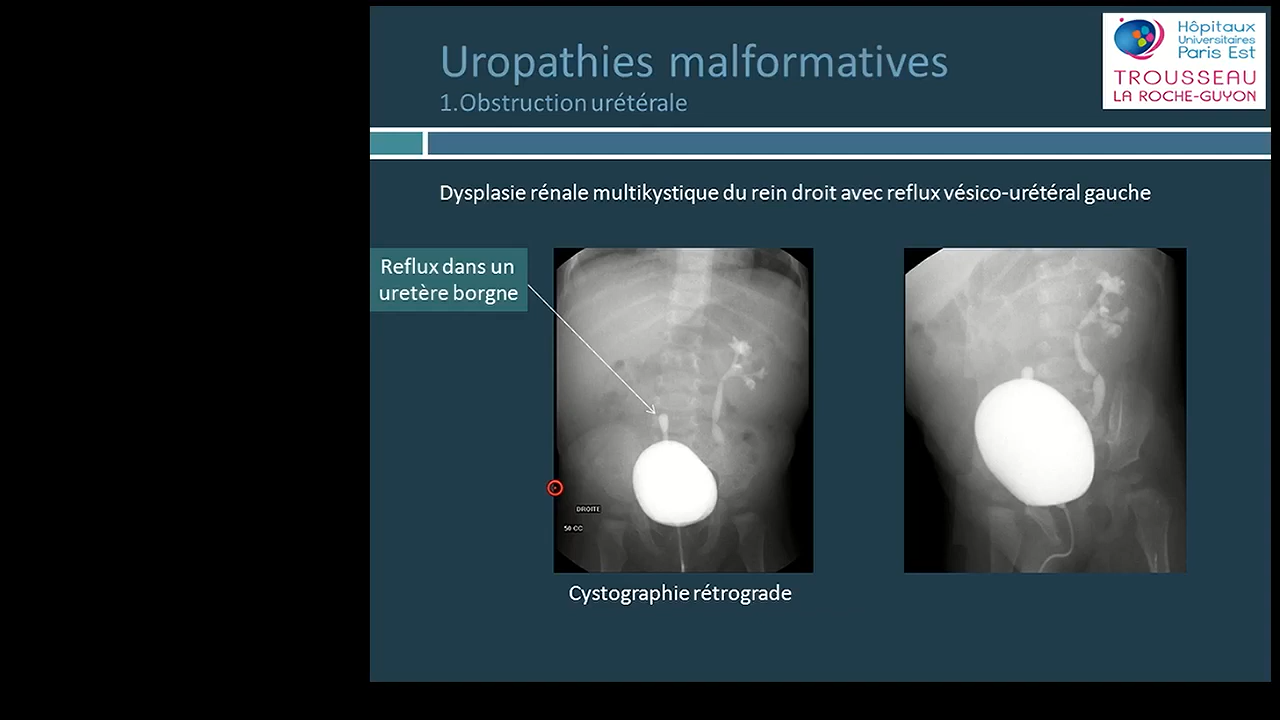 Uropathies malformatives
1.Obstruction urétérale
Hôpitaux
Universitaires
Paris Est
TROUSSEAU
LA ROCHE-GUYON
Dysplasie rénale multikystique du rein droit avec reflux vésico-urétéral gauche
Reflux dans un
uretère borgne
DROITE
50 CC
Cystographie rétrograde